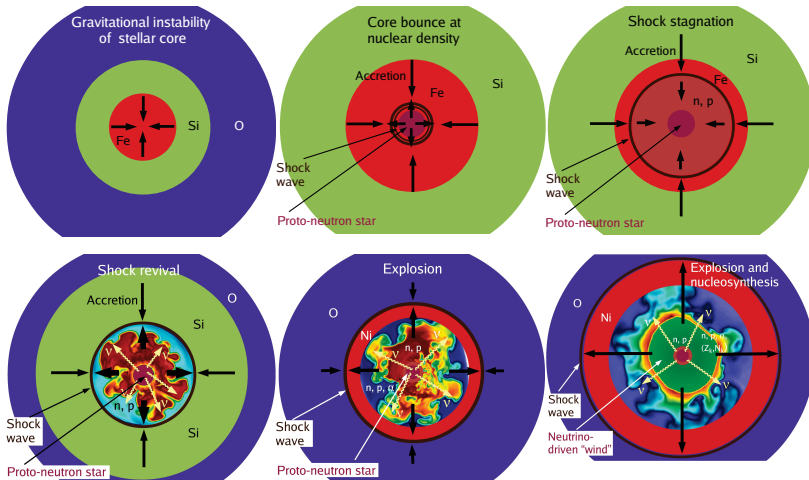 Gravitational instability
of stellar core
Fe
Si
O
Core bounce at
nuclear density
Accretion
Fe
Si
Shock
wave
Proto-neutron star
Shock stagnation
Accretion
Si
Fe
n, p
Shock
wave
Proto-neutron star
Shock revival
O
Accretion
Si
ν
ν
ν
n, p
ν
Si
Shock
wave
Proto-neutron star
Explosion
O
Ni
n, p
ν
n, p, α
ν
Shock
wave
Proto-neutron star
Explosion and
nucleosynthesis
O
Ni
ν
ν
n, p
ν
ν
Shock
wave
Neutrino-
driven “wind”